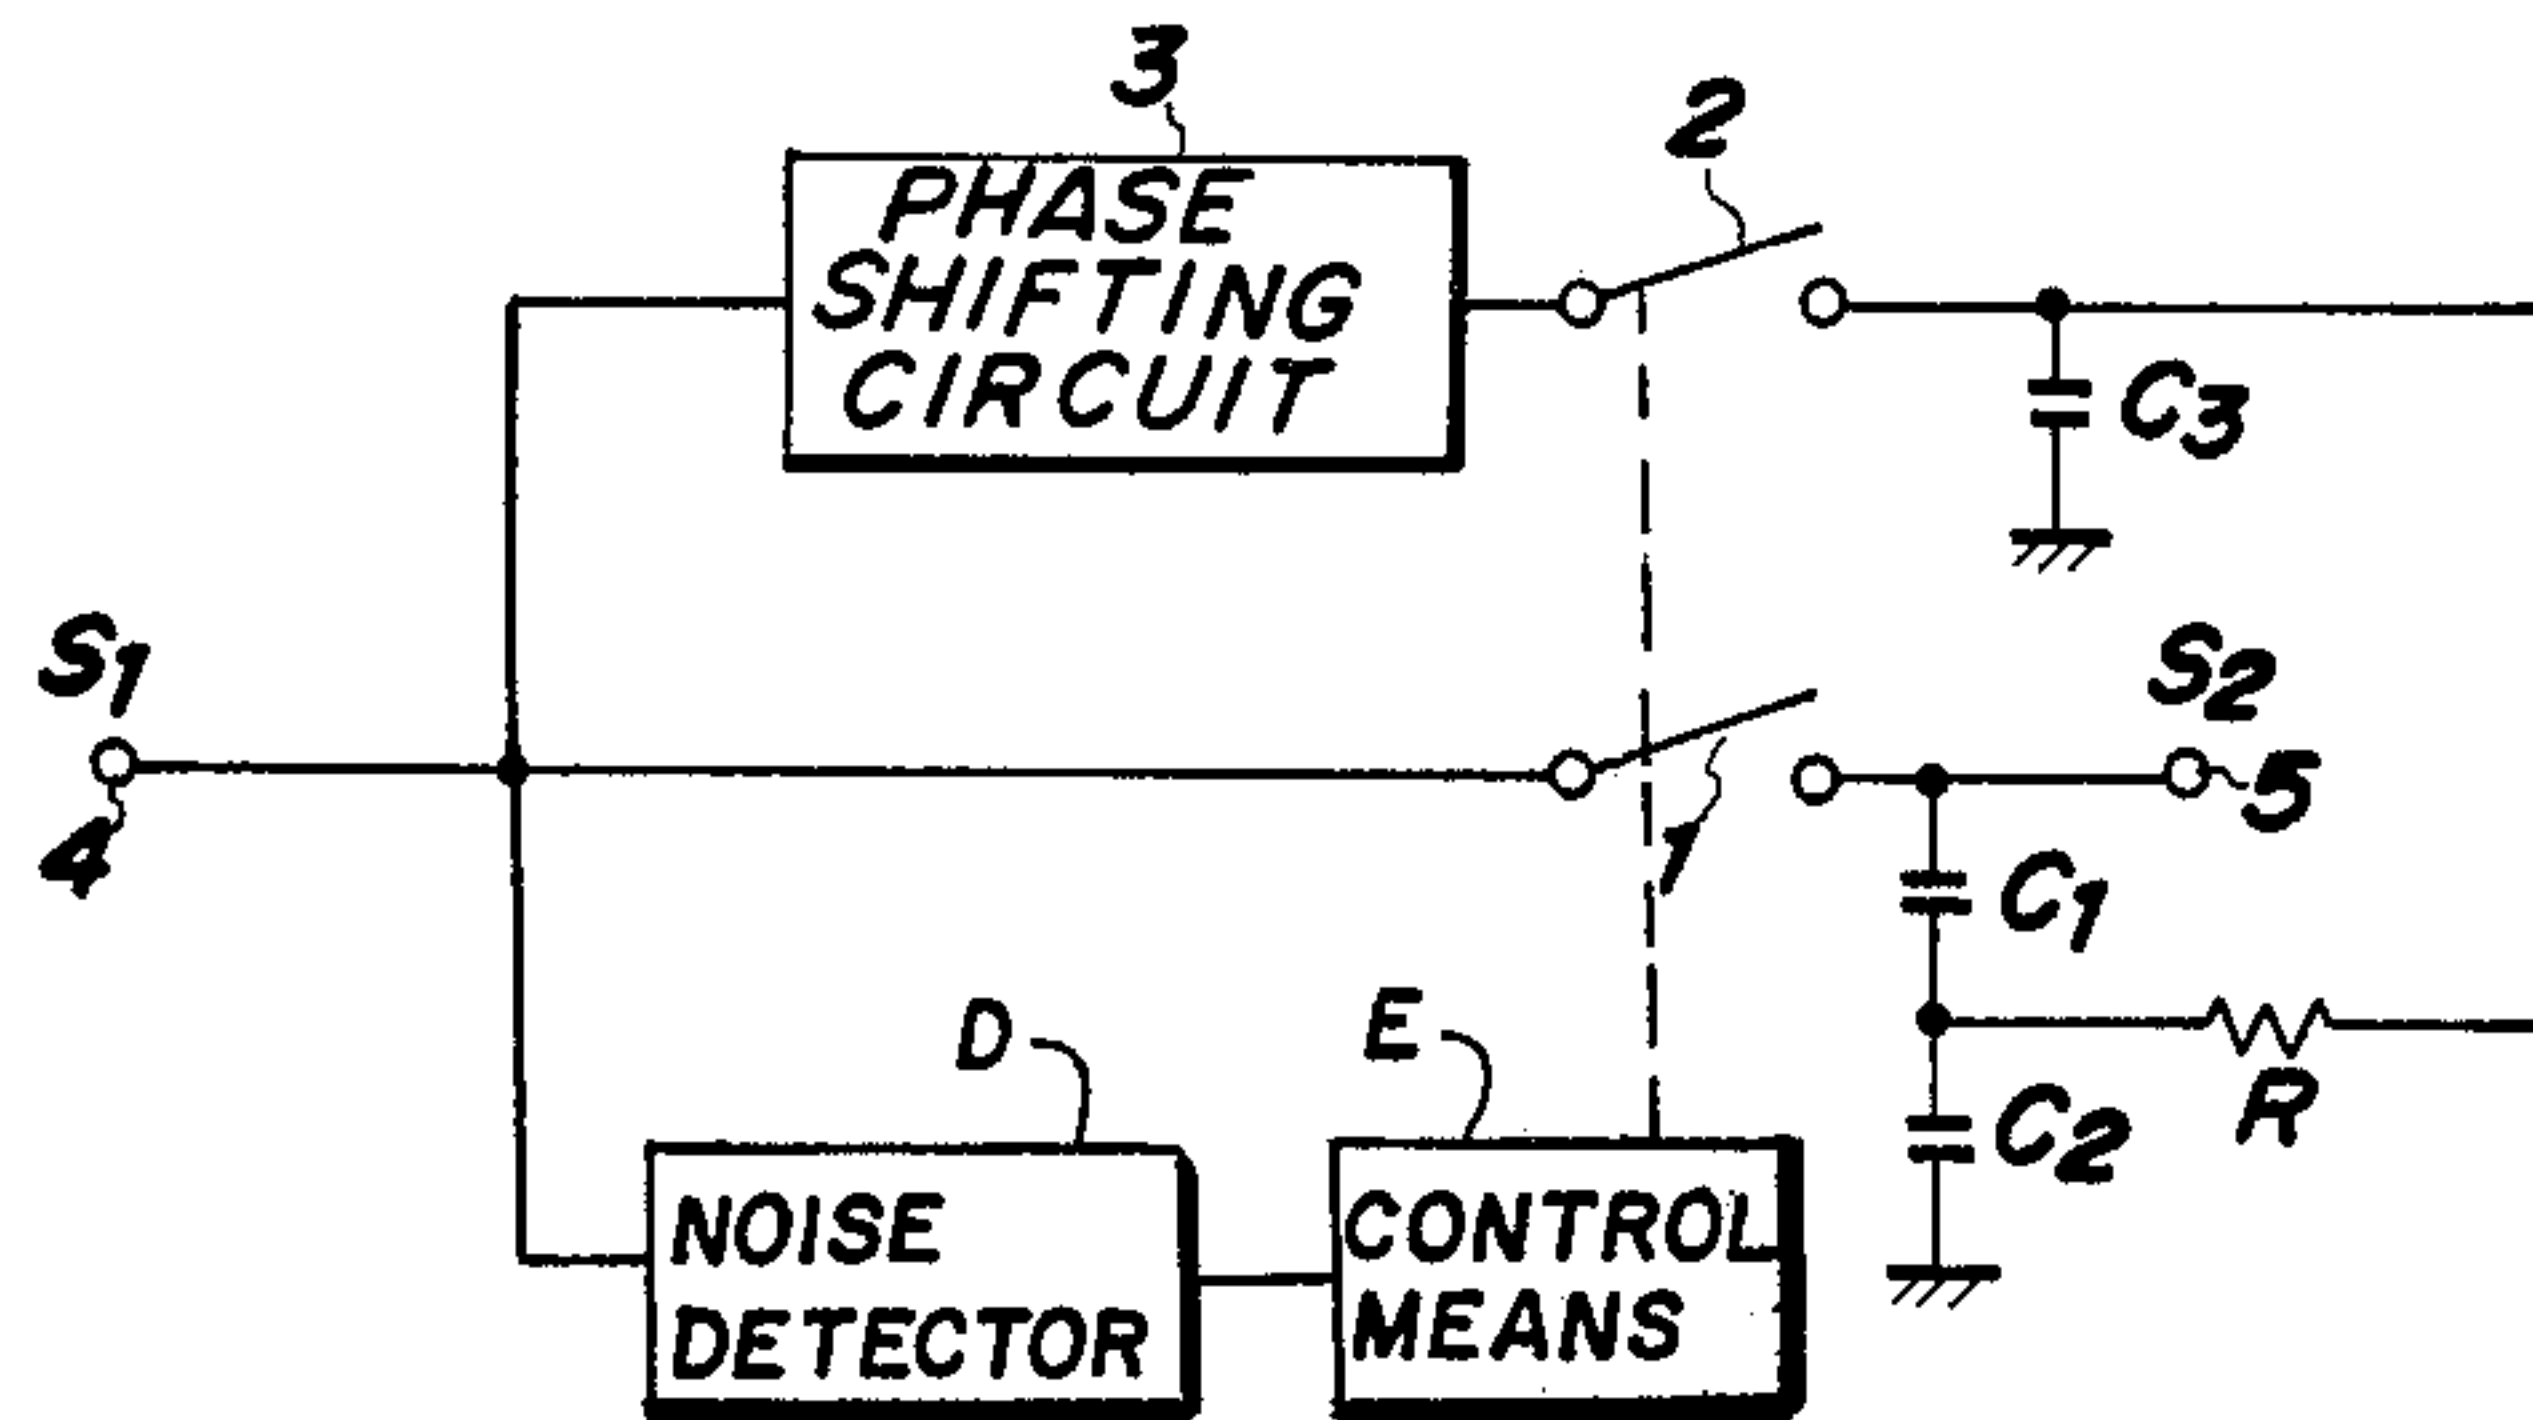 3
2
PHASE
SHIFTING
CIRCUIT
C3
S1
S2
4
1
5
C1
D
E
R
C2
NOISE
DETECTOR
CONTROL
MEANS